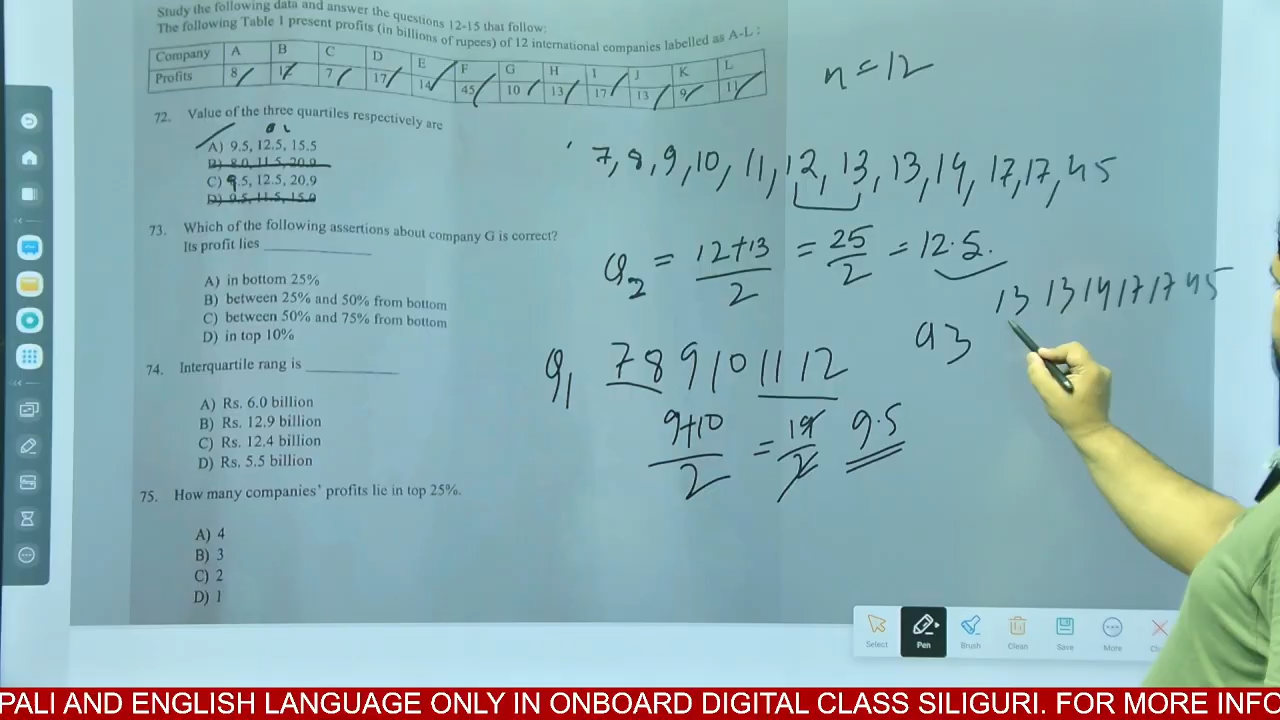 Study the following data and answer the questions 12-15 that follow:
The following Table 1 present profits (in billions of rupees) of 12 international companies labelled as A-L :
Company A B C D E F G H I J K L
Profits 8 12 7 17 14 45 10 13 17 13 9 11
n = 12
72. Value of the three quartiles respectively are
A) 9.5, 12.5, 15.5
B) 8.0, 11.5, 20.9
C) 9.5, 12.5, 20.9
D) 9.5, 11.5, 15.0
7, 8, 9, 10, 11, 12, 13, 13, 14, 17, 17, 45
Q2 = 12+13 / 2 = 25 / 2 = 12.5.
73. Which of the following assertions about company G is correct?
Its profit lies ____________
A) in bottom 25%
B) between 25% and 50% from bottom
C) between 50% and 75% from bottom
D) in top 10%
Q3 13 13 14 17 17 45
Q1 7 8 9 10 11 12
9+10 / 2 = 19 / 2 9.5
74. Interquartile rang is ____________
A) Rs. 6.0 billion
B) Rs. 12.9 billion
C) Rs. 12.4 billion
D) Rs. 5.5 billion
75. How many companies' profits lie in top 25%.
A) 4
B) 3
C) 2
D) 1
Select Pen Brush Clean Save More
PALI AND ENGLISH LANGUAGE ONLY IN ONBOARD DIGITAL CLASS SILIGURI. FOR MORE INFO